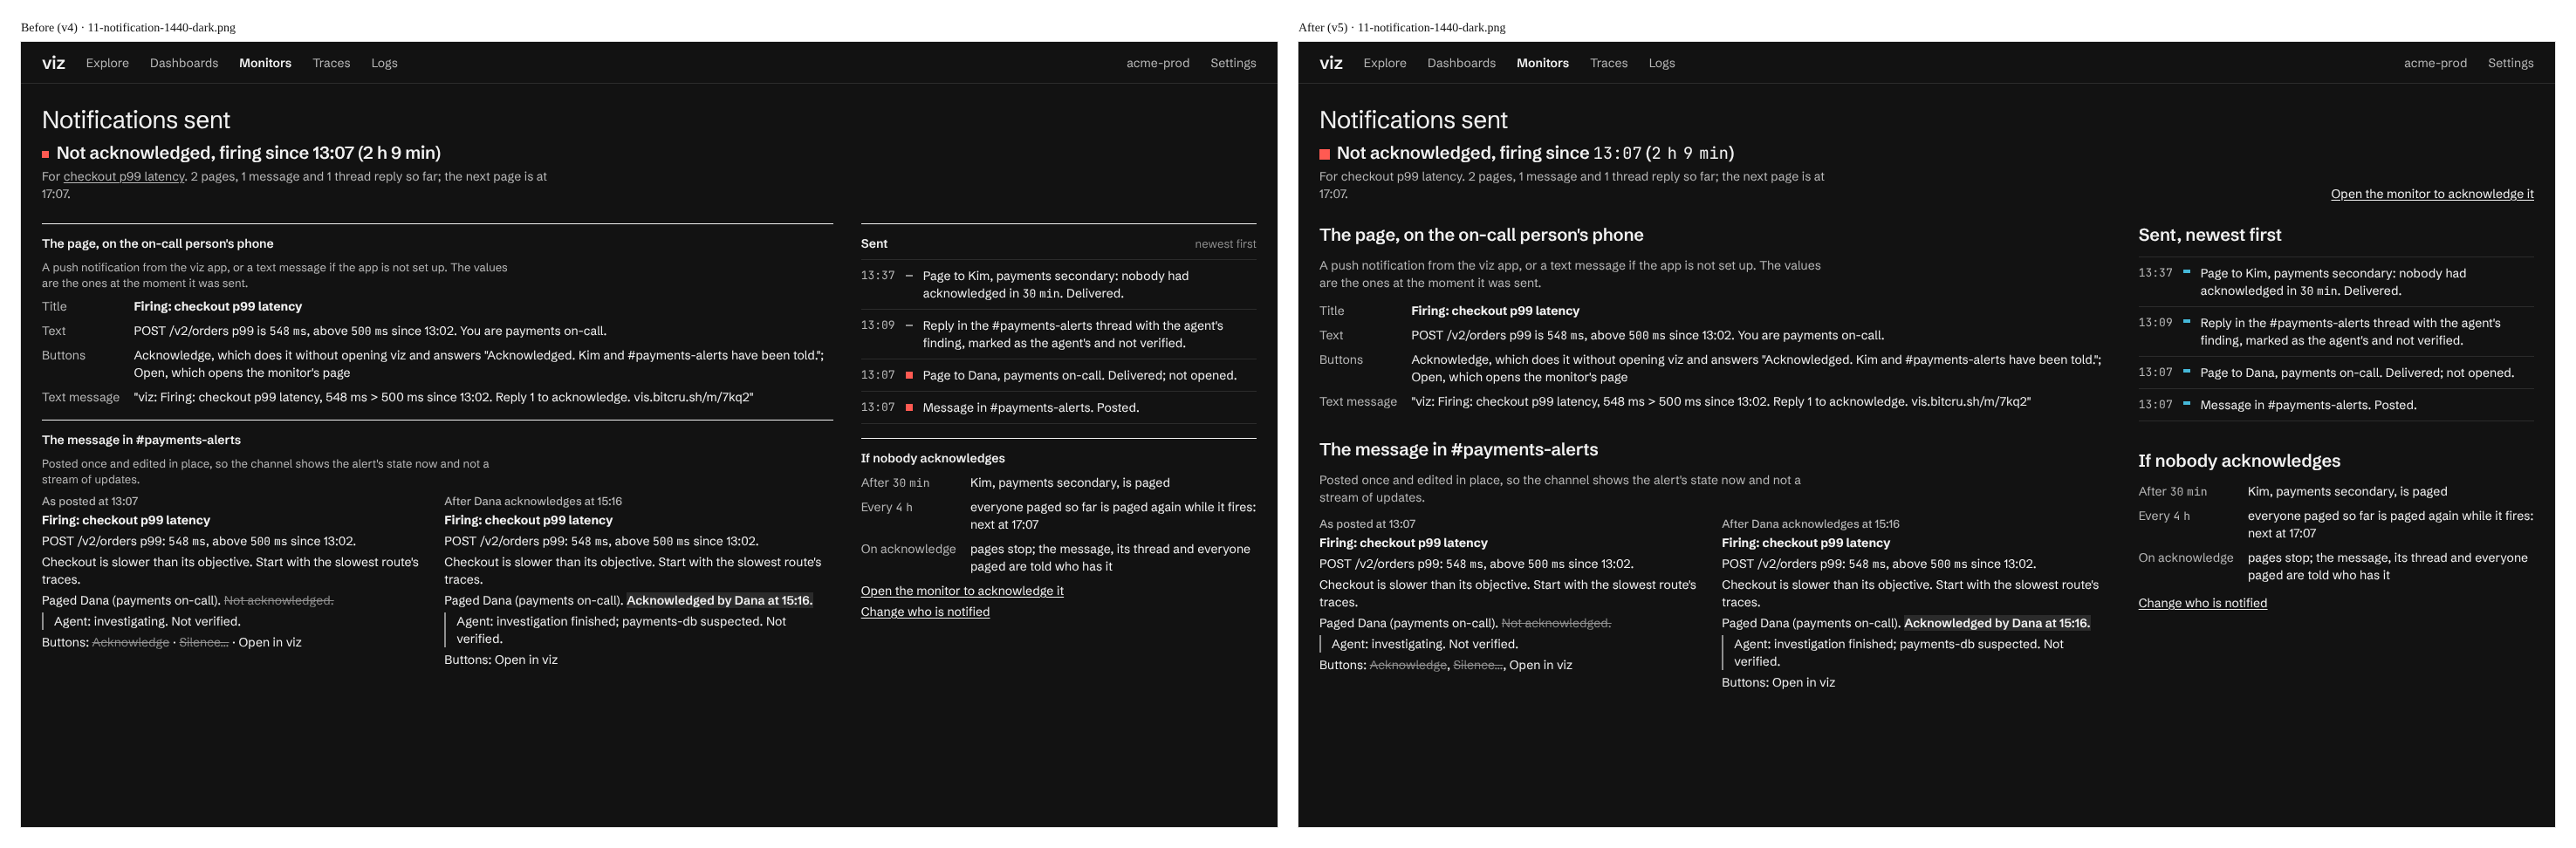 Before (v4) · 11-notification-1440-dark.png
viz Explore Dashboards Monitors Traces Logs acme-prod Settings
Notifications sent
Not acknowledged, firing since 13:07 (2 h 9 min)
For checkout p99 latency. 2 pages, 1 message and 1 thread reply so far; the next page is at
17:07.
The page, on the on-call person's phone
A push notification from the viz app, or a text message if the app is not set up. The values
are the ones at the moment it was sent.
Title Firing: checkout p99 latency
Text POST /v2/orders p99 is 548 ms, above 500 ms since 13:02. You are payments on-call.
Buttons Acknowledge, which does it without opening viz and answers "Acknowledged. Kim and #payments-alerts have been told.";
Open, which opens the monitor's page
Text message "viz: Firing: checkout p99 latency, 548 ms > 500 ms since 13:02. Reply 1 to acknowledge. vis.bitcru.sh/m/7kq2"
The message in #payments-alerts
Posted once and edited in place, so the channel shows the alert's state now and not a
stream of updates.
As posted at 13:07
Firing: checkout p99 latency
POST /v2/orders p99: 548 ms, above 500 ms since 13:02.
Checkout is slower than its objective. Start with the slowest route's
traces.
Paged Dana (payments on-call). Not acknowledged.
Agent: investigating. Not verified.
Buttons: Acknowledge · Silence... · Open in viz
After Dana acknowledges at 15:16
Firing: checkout p99 latency
POST /v2/orders p99: 548 ms, above 500 ms since 13:02.
Checkout is slower than its objective. Start with the slowest route's
traces.
Paged Dana (payments on-call). Acknowledged by Dana at 15:16.
Agent: investigation finished; payments-db suspected. Not
verified.
Buttons: Open in viz
Sent newest first
13:37 Page to Kim, payments secondary: nobody had
acknowledged in 30 min. Delivered.
13:09 Reply in the #payments-alerts thread with the agent's
finding, marked as the agent's and not verified.
13:07 Page to Dana, payments on-call. Delivered; not opened.
13:07 Message in #payments-alerts. Posted.
If nobody acknowledges
After 30 min Kim, payments secondary, is paged
Every 4 h everyone paged so far is paged again while it fires:
next at 17:07
On acknowledge pages stop; the message, its thread and everyone
paged are told who has it
Open the monitor to acknowledge it
Change who is notified
After (v5) · 11-notification-1440-dark.png
viz Explore Dashboards Monitors Traces Logs acme-prod Settings
Notifications sent
Not acknowledged, firing since 13:07 (2 h 9 min)
For checkout p99 latency. 2 pages, 1 message and 1 thread reply so far; the next page is at
17:07.
Open the monitor to acknowledge it
The page, on the on-call person's phone
A push notification from the viz app, or a text message if the app is not set up. The values
are the ones at the moment it was sent.
Title Firing: checkout p99 latency
Text POST /v2/orders p99 is 548 ms, above 500 ms since 13:02. You are payments on-call.
Buttons Acknowledge, which does it without opening viz and answers "Acknowledged. Kim and #payments-alerts have been told.";
Open, which opens the monitor's page
Text message "viz: Firing: checkout p99 latency, 548 ms > 500 ms since 13:02. Reply 1 to acknowledge. vis.bitcru.sh/m/7kq2"
The message in #payments-alerts
Posted once and edited in place, so the channel shows the alert's state now and not a
stream of updates.
As posted at 13:07
Firing: checkout p99 latency
POST /v2/orders p99: 548 ms, above 500 ms since 13:02.
Checkout is slower than its objective. Start with the slowest route's
traces.
Paged Dana (payments on-call). Not acknowledged.
Agent: investigating. Not verified.
Buttons: Acknowledge, Silence..., Open in viz
After Dana acknowledges at 15:16
Firing: checkout p99 latency
POST /v2/orders p99: 548 ms, above 500 ms since 13:02.
Checkout is slower than its objective. Start with the slowest route's
traces.
Paged Dana (payments on-call). Acknowledged by Dana at 15:16.
Agent: investigation finished; payments-db suspected. Not
verified.
Buttons: Open in viz
Sent, newest first
13:37 Page to Kim, payments secondary: nobody had
acknowledged in 30 min. Delivered.
13:09 Reply in the #payments-alerts thread with the agent's
finding, marked as the agent's and not verified.
13:07 Page to Dana, payments on-call. Delivered; not opened.
13:07 Message in #payments-alerts. Posted.
If nobody acknowledges
After 30 min Kim, payments secondary, is paged
Every 4 h everyone paged so far is paged again while it fires:
next at 17:07
On acknowledge pages stop; the message, its thread and everyone
paged are told who has it
Change who is notified